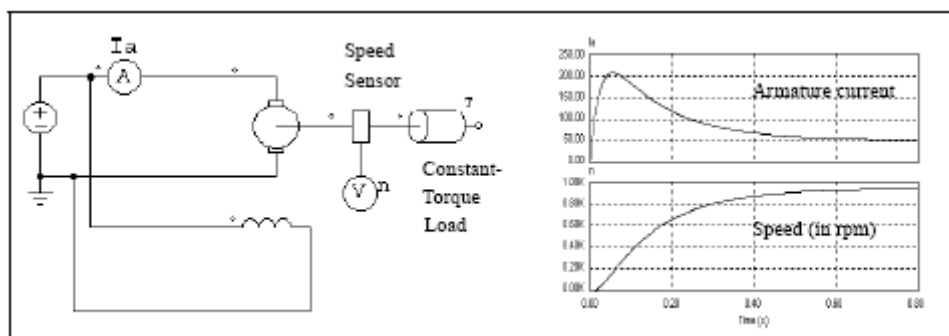 Ia
A
Speed
Sensor
T
V
n
Constant-
Torque
Load
Ia
250.00
200.00
150.00
100.00
50.00
0.00
Armature current
n
1.00K
0.80K
0.60K
0.40K
0.20K
0.00K
Speed (in rpm)
0.00
0.20
0.40
0.60
0.80
Time (s)